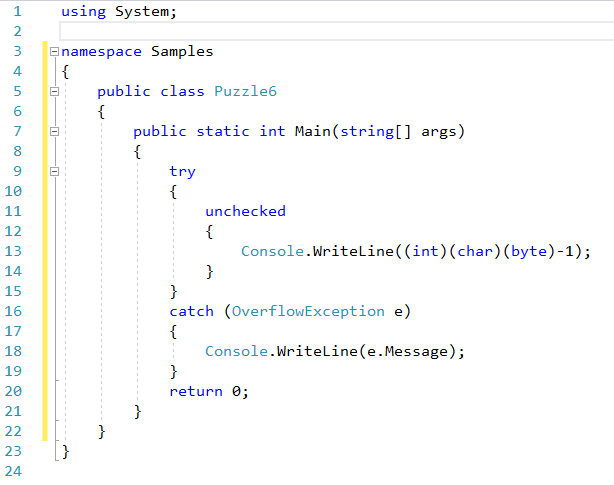 1 using System;
2
3 namespace Samples
4 {
5 public class Puzzle6
6 {
7 public static int Main(string[] args)
8 {
9 try
10 {
11 unchecked
12 {
13 Console.WriteLine((int)(char)(byte)-1);
14 }
15 }
16 catch (OverflowException e)
17 {
18 Console.WriteLine(e.Message);
19 }
20 return 0;
21 }
22 }
23 }
24